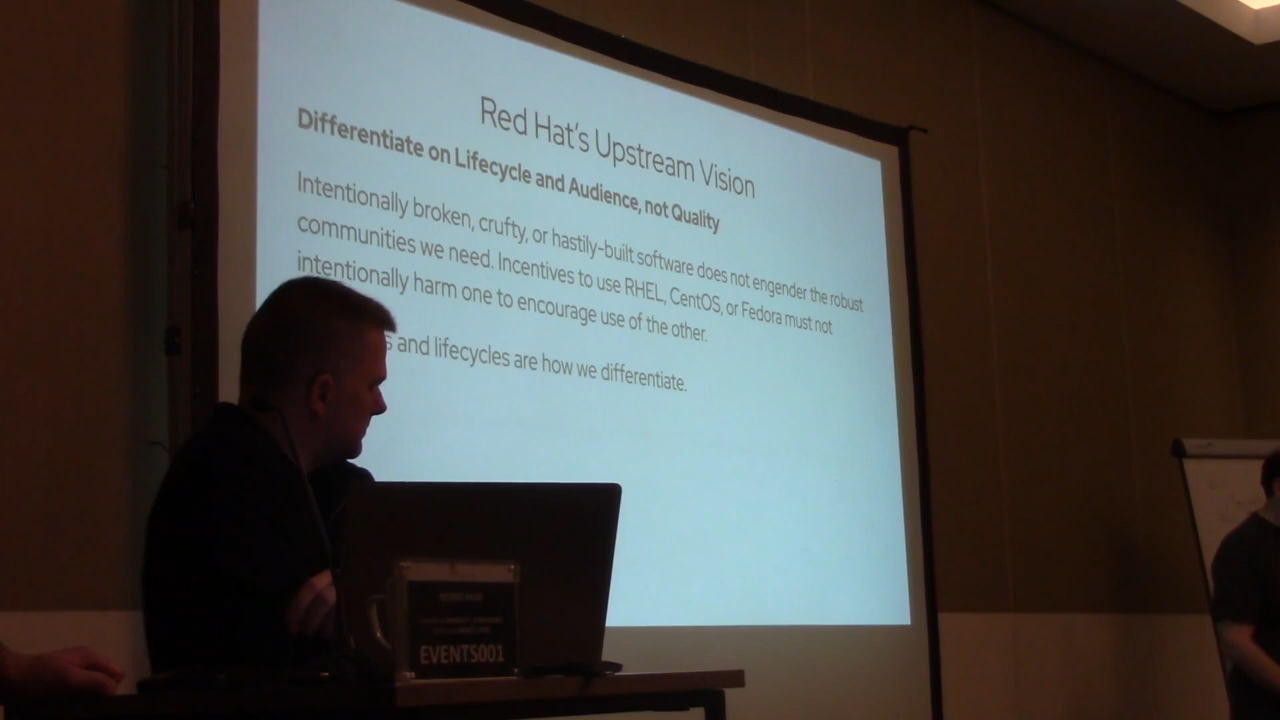 Red Hat's Upstream Vision
Differentiate on Lifecycle and Audience, not Quality
Intentionally broken, crufty, or hastily-built software does not engender the robust
communities we need. Incentives to use RHEL, CentOS, or Fedora must not
intentionally harm one to encourage use of the other.
and lifecycles are how we differentiate.
EVENTS001